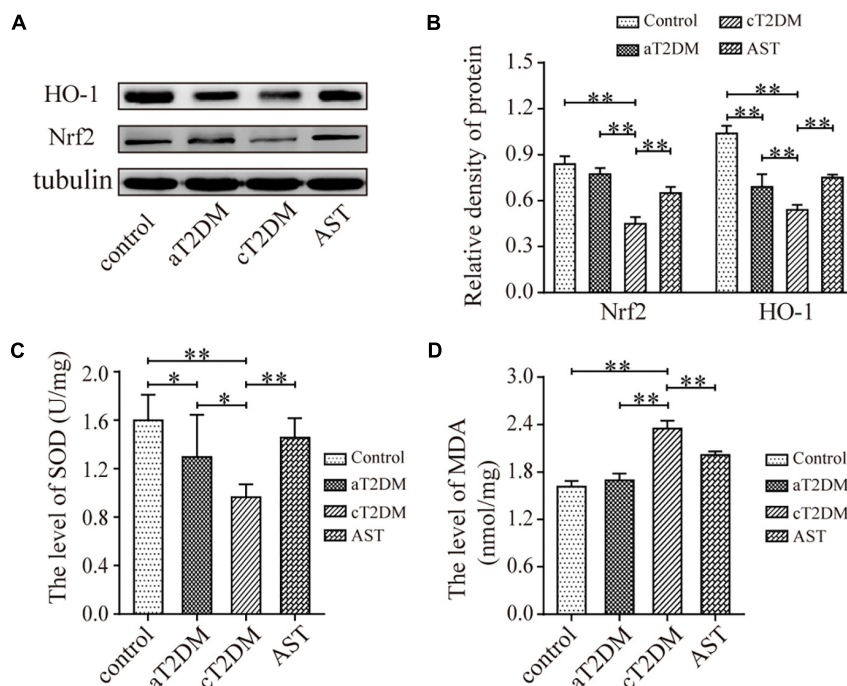 A
HO-1
Nrf2
tubulin
control
aT2DM
cT2DM
AST
B
Control
cT2DM
aT2DM
AST
Relative density of protein
1.5
1.2
0.9
0.6
0.3
0.0
**
**
**
**
**
**
**
Nrf2
HO-1
C
The level of SOD (U/mg)
2.0
1.6
1.2
0.8
0.4
0.0
**
*
**
*
Control
aT2DM
cT2DM
AST
control
aT2DM
cT2DM
AST
D
The level of MDA
(nmol/mg)
3.0
2.4
1.8
1.2
0.6
0.0
**
**
**
Control
aT2DM
cT2DM
AST
control
aT2DM
cT2DM
AST